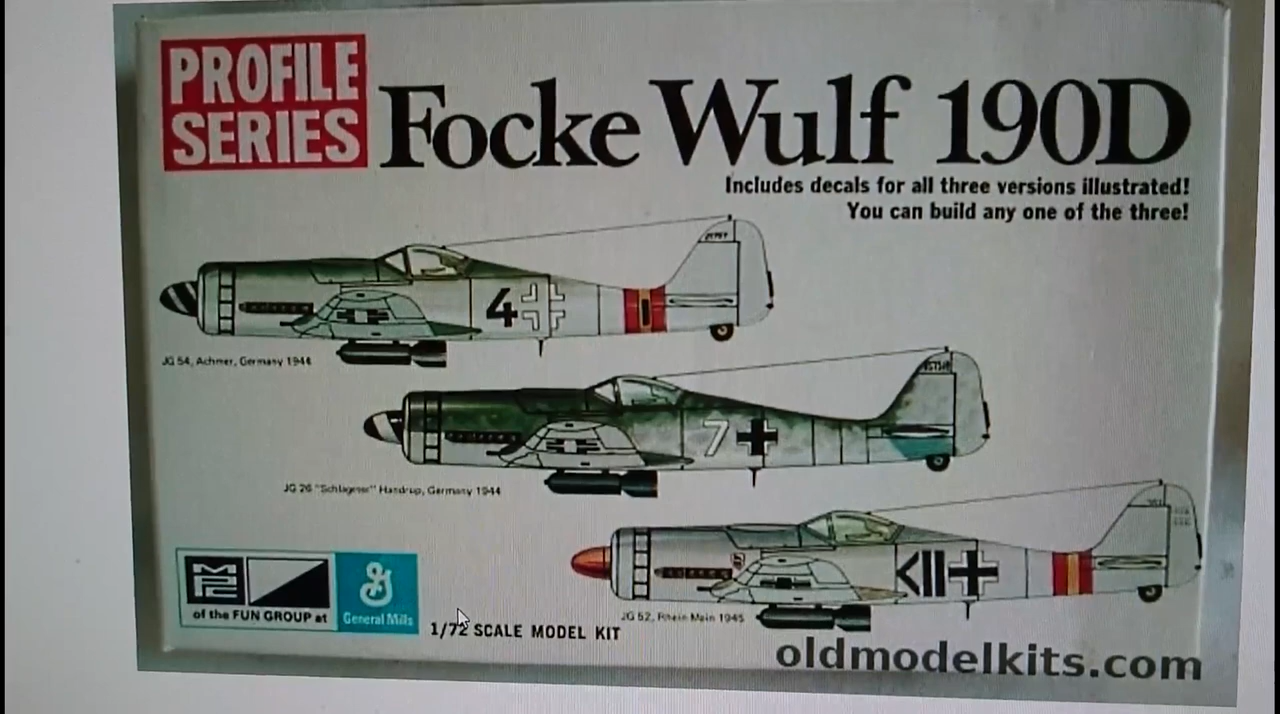 PROFILE
SERIES
Focke Wulf 190D
Includes decals for all three versions illustrated!
You can build any one of the three!
4
JG 54, Achmer, Germany 1944
7
JG 26 "Schlageter" Handrup, Germany 1944
JG 52, Rhein Main 1945
MPC
of the FUN GROUP at
G
General Mills
1/72 SCALE MODEL KIT
oldmodelkits.com